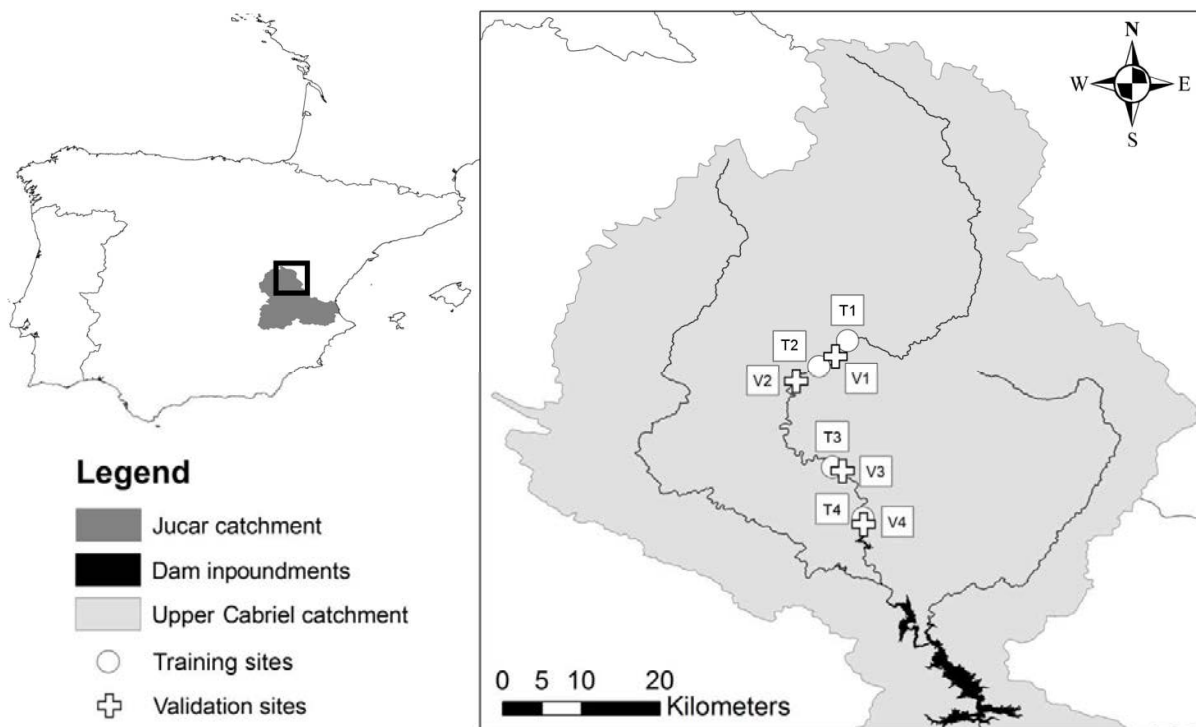 N
W
E
S
T1
T2
V2
V1
T3
V3
T4
V4
Legend
Jucar catchment
Dam inpoundments
Upper Cabriel catchment
Training sites
Validation sites
0 5 10 20
Kilometers